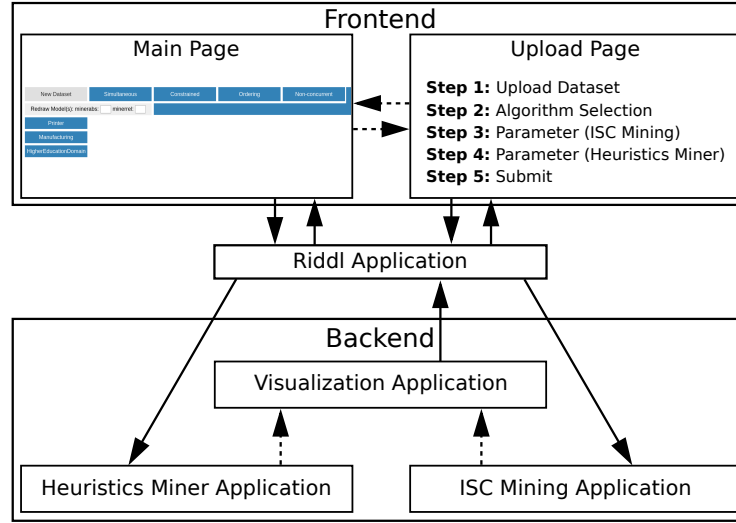 Frontend
Main Page
New Dataset Simultaneous Constrained Ordering Non-concurrent
Redraw Model(s): minerabs: minerret:
Printer
Manufacturing
HigherEducationDomain
Upload Page
Step 1: Upload Dataset
Step 2: Algorithm Selection
Step 3: Parameter (ISC Mining)
Step 4: Parameter (Heuristics Miner)
Step 5: Submit
Riddl Application
Backend
Visualization Application
Heuristics Miner Application
ISC Mining Application